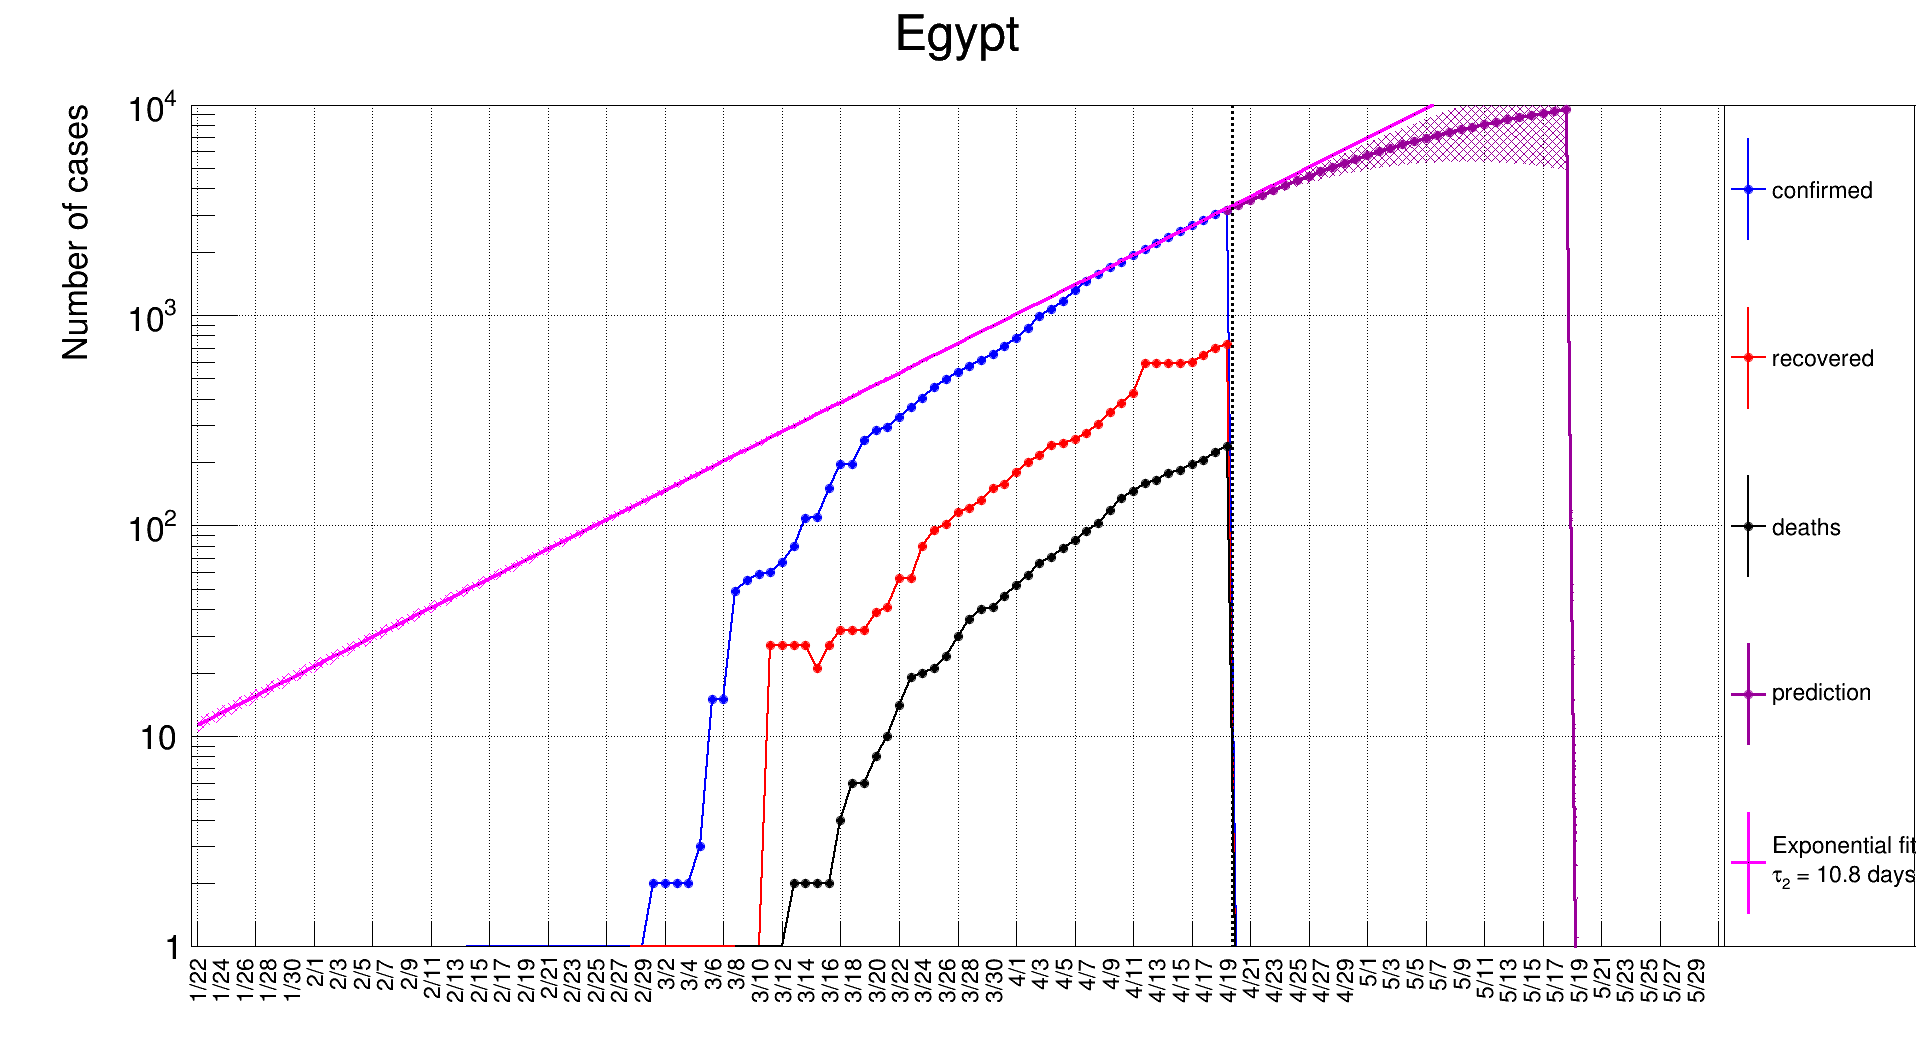 Egypt
Number of cases
10⁴
10³
10²
10
1
1/22 1/24 1/26 1/28 1/30 2/1 2/3 2/5 2/7 2/9 2/11 2/13 2/15 2/17 2/19 2/21 2/23 2/25 2/27 2/29 3/2 3/4 3/6 3/8 3/10 3/12 3/14 3/16 3/18 3/20 3/22 3/24 3/26 3/28 3/30 4/1 4/3 4/5 4/7 4/9 4/11 4/13 4/15 4/17 4/19 4/21 4/23 4/25 4/27 4/29 5/1 5/3 5/5 5/7 5/9 5/11 5/13 5/15 5/17 5/19 5/21 5/23 5/25 5/27 5/29
confirmed
recovered
deaths
prediction
Exponential fit
τ₂ = 10.8 days